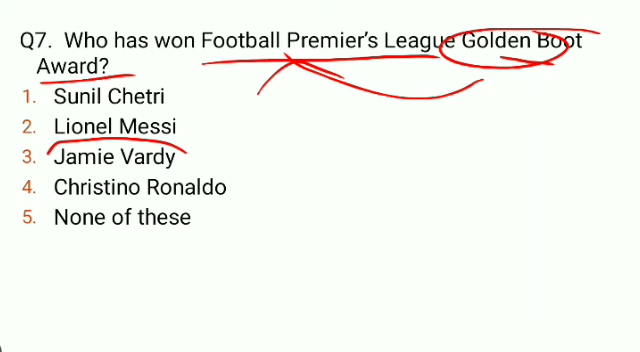 Q7. Who has won Football Premier's League Golden Boot
Award?
1. Sunil Chetri
2. Lionel Messi
3. Jamie Vardy
4. Christino Ronaldo
5. None of these